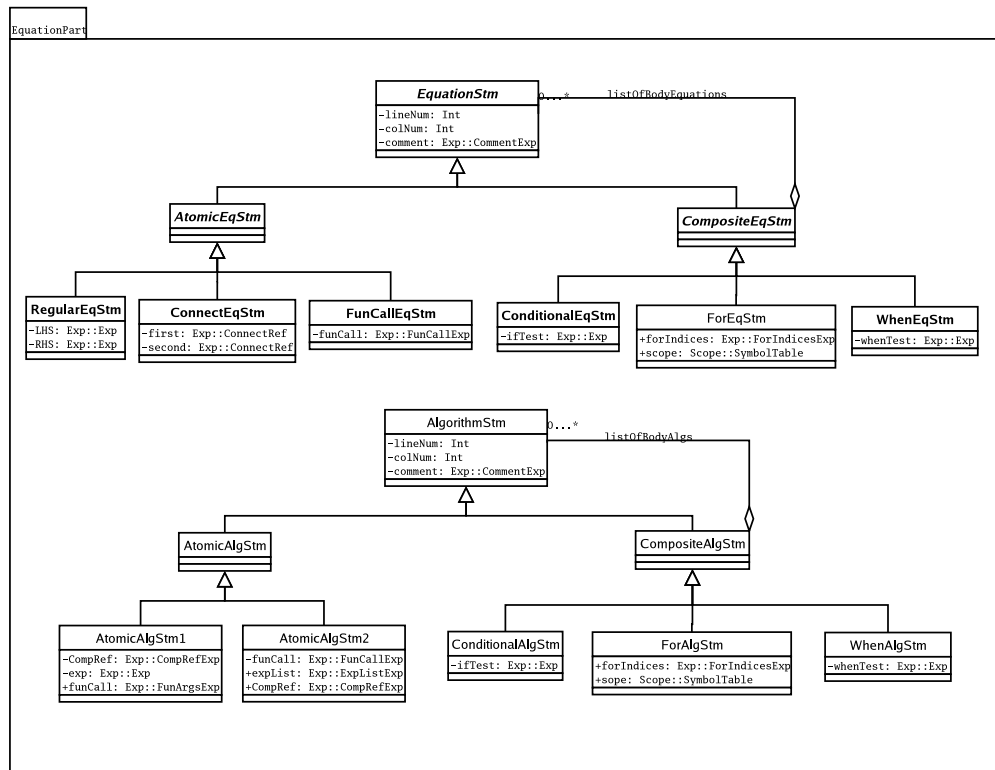 EquationPart
EquationStm
0...*
listOfBodyEquations
-lineNum: Int
-colNum: Int
-comment: Exp::CommentExp
AtomicEqStm
CompositeEqStm
RegularEqStm
-LHS: Exp::Exp
-RHS: Exp::Exp
ConnectEqStm
-first: Exp::ConnectRef
-second: Exp::ConnectRef
FunCallEqStm
-funCall: Exp::FunCallExp
ConditionalEqStm
-ifTest: Exp::Exp
ForEqStm
+forIndices: Exp::ForIndicesExp
+scope: Scope::SymbolTable
WhenEqStm
-whenTest: Exp::Exp
AlgorithmStm
0...*
listOfBodyAlgs
-lineNum: Int
-colNum: Int
-comment: Exp::CommentExp
AtomicAlgStm
CompositeAlgStm
AtomicAlgStm1
-CompRef: Exp::CompRefExp
-exp: Exp::Exp
+funCall: Exp::FunArgsExp
AtomicAlgStm2
-funCall: Exp::FunCallExp
+expList: Exp::ExpListExp
+CompRef: Exp::CompRefExp
ConditionalAlgStm
-ifTest: Exp::Exp
ForAlgStm
+forIndices: Exp::ForIndicesExp
+sope: Scope::SymbolTable
WhenAlgStm
-whenTest: Exp::Exp